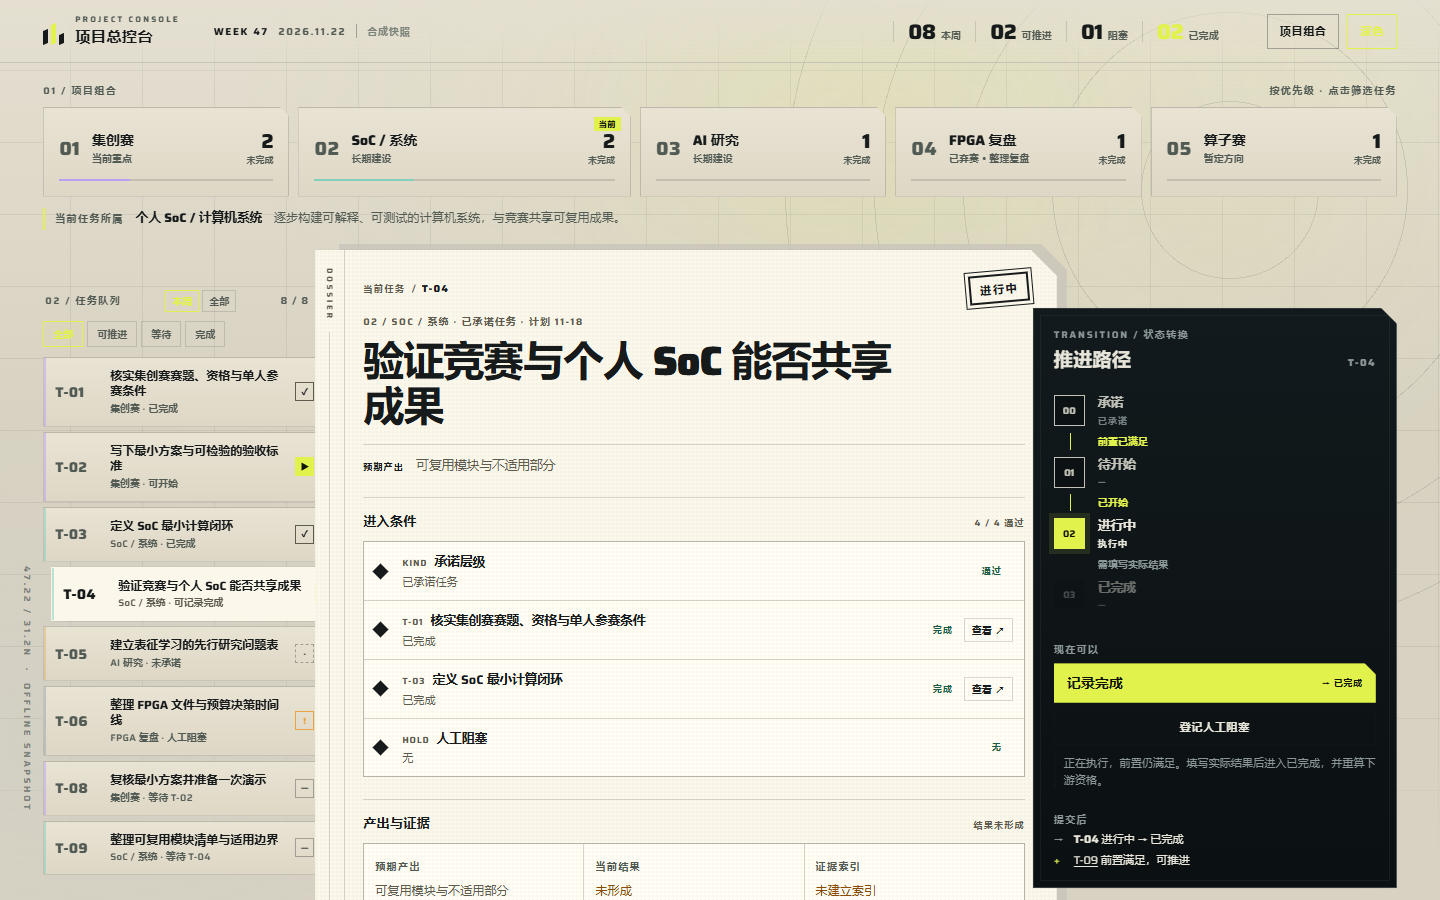 PROJECT CONSOLE
项目总控台
WEEK 47 2026.11.22 合成快照
08 本周
02 可推进
01 阻塞
02 已完成
项目组合
01 / 项目组合
按优先级 · 点击筛选任务
01 集创赛 2
当前重点 未完成
当前
02 SoC / 系统 2
长期建设 未完成
03 AI 研究 1
长期建设 未完成
04 FPGA 复盘 1
已弃赛 • 整理复盘 未完成
05 算子赛 1
暂定方向 未完成
当前任务所属 个人 SoC / 计算机系统 逐步构建可解释、可测试的计算机系统，与竞赛共享可复用成果。
02 / 任务队列
全部
8 / 8
可推进
等待
完成
T-01 核实集创赛赛题、资格与单人参
赛条件
集创赛 · 已完成
T-02 写下最小方案与可检验的验收标
准
集创赛 · 可开始
T-03 定义 SoC 最小计算闭环
SoC / 系统 · 已完成
T-04 验证竞赛与个人 SoC 能否共享成果
SoC / 系统 · 可记录完成
T-05 建立表征学习的先行研究问题表
AI 研究 · 未承诺
T-06 整理 FPGA 文件与预算决策时间
线
FPGA 复盘 · 人工阻塞
T-08 复核最小方案并准备一次演示
集创赛 · 等待 T-02
T-09 整理可复用模块清单与适用边界
SoC / 系统 · 等待 T-04
47.22 / 31.2N · OFFLINE SNAPSHOT
DOSSIER
当前任务 / T-04
进行中
02 / SOC / 系统 · 已承诺任务 · 计划 11-18
验证竞赛与个人 SoC 能否共享
成果
预期产出 可复用模块与不适用部分
进入条件
4 / 4 通过
KIND 承诺层级
已承诺任务
通过
T-01 核实集创赛赛题、资格与单人参赛条件
已完成
完成 查看 ↗
T-03 定义 SoC 最小计算闭环
已完成
完成 查看 ↗
HOLD 人工阻塞
无
无
产出与证据
结果未形成
预期产出
可复用模块与不适用部分
当前结果
未形成
证据索引
未建立索引
TRANSITION / 状态转换
推进路径
T-04
00 承诺
已承诺
前置已满足
01 待开始
—
已开始
02 进行中
执行中
需填写实际结果
03 已完成
—
现在可以
记录完成 → 已完成
登记人工阻塞
正在执行，前置仍满足。填写实际结果后进入已完成，并重算下
游资格。
提交后
→ T-04 进行中 → 已完成
+ T-09 前置满足，可推进